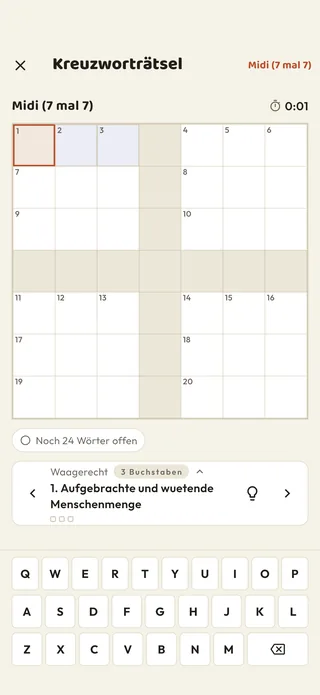 Kreuzworträtsel
Midi (7 mal 7)
Midi (7 mal 7)
0:01
1 2 3 4 5 6
7 8
9 10
11 12 13 14 15 16
17 18
19 20
Noch 24 Wörter offen
Waagerecht 3 Buchstaben
1. Aufgebrachte und wuetende
Menschenmenge
Q W E R T Y U I O P
A S D F G H J K L
Z X C V B N M